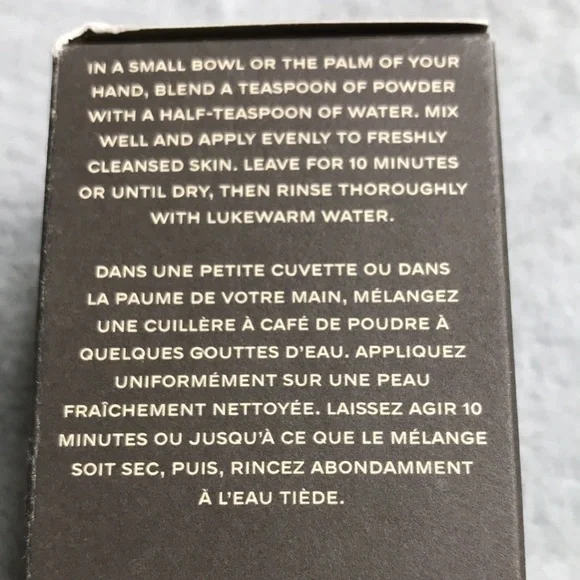 IN A SMALL BOWL OR THE PALM OF YOUR
HAND, BLEND A TEASPOON OF POWDER
WITH A HALF-TEASPOON OF WATER. MIX
WELL AND APPLY EVENLY TO FRESHLY
CLEANSED SKIN. LEAVE FOR 10 MINUTES
OR UNTIL DRY, THEN RINSE THOROUGHLY
WITH LUKEWARM WATER.
DANS UNE PETITE CUVETTE OU DANS
LA PAUME DE VOTRE MAIN, MÉLANGEZ
UNE CUILLÈRE À CAFÉ DE POUDRE À
QUELQUES GOUTTES D'EAU. APPLIQUEZ
UNIFORMÉMENT SUR UNE PEAU
FRAÎCHEMENT NETTOYÉE. LAISSEZ AGIR 10
MINUTES OU JUSQU'À CE QUE LE MÉLANGE
SOIT SEC, PUIS, RINCEZ ABONDAMMENT
À L'EAU TIÈDE.